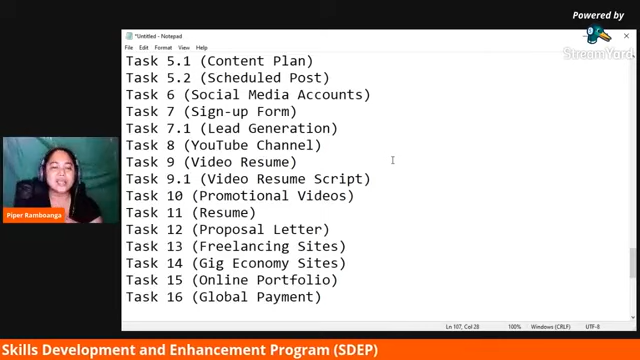 Powered by
StreamYard
*Untitled - Notepad
File Edit Format View Help
Task 5.1 (Content Plan)
Task 5.2 (Scheduled Post)
Task 6 (Social Media Accounts)
Task 7 (Sign-up Form)
Task 7.1 (Lead Generation)
Task 8 (YouTube Channel)
Task 9 (Video Resume)
Task 9.1 (Video Resume Script)
Task 10 (Promotional Videos)
Task 11 (Resume)
Task 12 (Proposal Letter)
Task 13 (Freelancing Sites)
Task 14 (Gig Economy Sites)
Task 15 (Online Portfolio)
Task 16 (Global Payment)
Piper Ramboanga
Ln 107, Col 28 100% Windows (CRLF) UTF-8
Skills Development and Enhancement Program (SDEP)